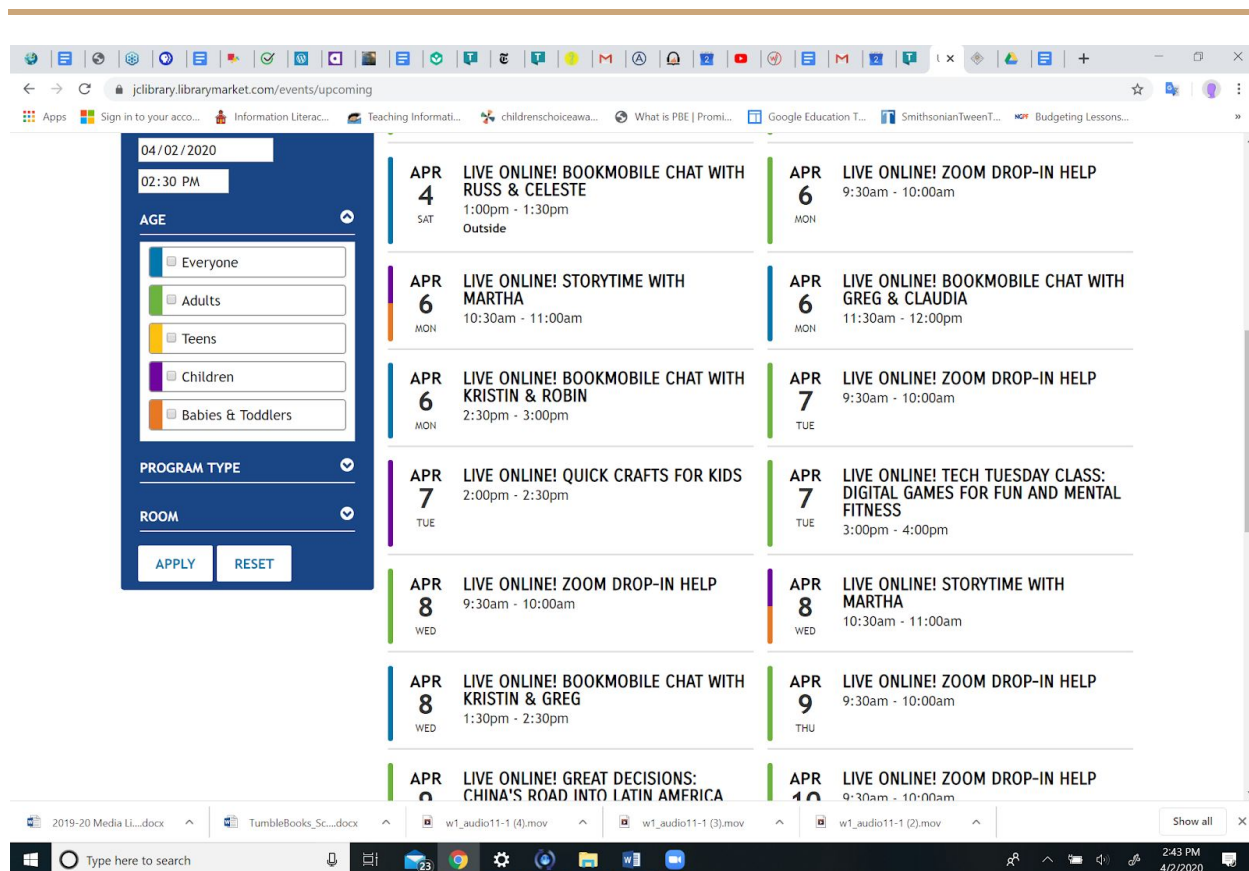 jclibrary.librarymarket.com/events/upcoming
Apps
Sign in to your acco...
Information Literac...
Teaching Informati...
childrenschoiceawa...
What is PBE | Promi...
Google Education T...
SmithsonianTweenT...
NGPF Budgeting Lessons...
»
04/02/2020
02:30 PM
AGE
Everyone
Adults
Teens
Children
Babies & Toddlers
PROGRAM TYPE
ROOM
APPLY RESET
APR
4
SAT
LIVE ONLINE! BOOKMOBILE CHAT WITH
RUSS & CELESTE
1:00pm - 1:30pm
Outside
APR
6
MON
LIVE ONLINE! ZOOM DROP-IN HELP
9:30am - 10:00am
APR
6
MON
LIVE ONLINE! STORYTIME WITH
MARTHA
10:30am - 11:00am
APR
6
MON
LIVE ONLINE! BOOKMOBILE CHAT WITH
GREG & CLAUDIA
11:30am - 12:00pm
APR
6
MON
LIVE ONLINE! BOOKMOBILE CHAT WITH
KRISTIN & ROBIN
2:30pm - 3:00pm
APR
7
TUE
LIVE ONLINE! ZOOM DROP-IN HELP
9:30am - 10:00am
APR
7
TUE
LIVE ONLINE! QUICK CRAFTS FOR KIDS
2:00pm - 2:30pm
APR
7
TUE
LIVE ONLINE! TECH TUESDAY CLASS:
DIGITAL GAMES FOR FUN AND MENTAL
FITNESS
3:00pm - 4:00pm
APR
8
WED
LIVE ONLINE! ZOOM DROP-IN HELP
9:30am - 10:00am
APR
8
WED
LIVE ONLINE! STORYTIME WITH
MARTHA
10:30am - 11:00am
APR
8
WED
LIVE ONLINE! BOOKMOBILE CHAT WITH
KRISTIN & GREG
1:30pm - 2:30pm
APR
9
THU
LIVE ONLINE! ZOOM DROP-IN HELP
9:30am - 10:00am
APR
9
LIVE ONLINE! GREAT DECISIONS:
CHINA'S ROAD INTO LATIN AMERICA
APR
10
LIVE ONLINE! ZOOM DROP-IN HELP
9:30am - 10:00am
2019-20 Media Li....docx
TumbleBooks_Sc....docx
w1_audio11-1 (4).mov
w1_audio11-1 (3).mov
w1_audio11-1 (2).mov
Show all
Type here to search
23
2:43 PM
4/2/2020